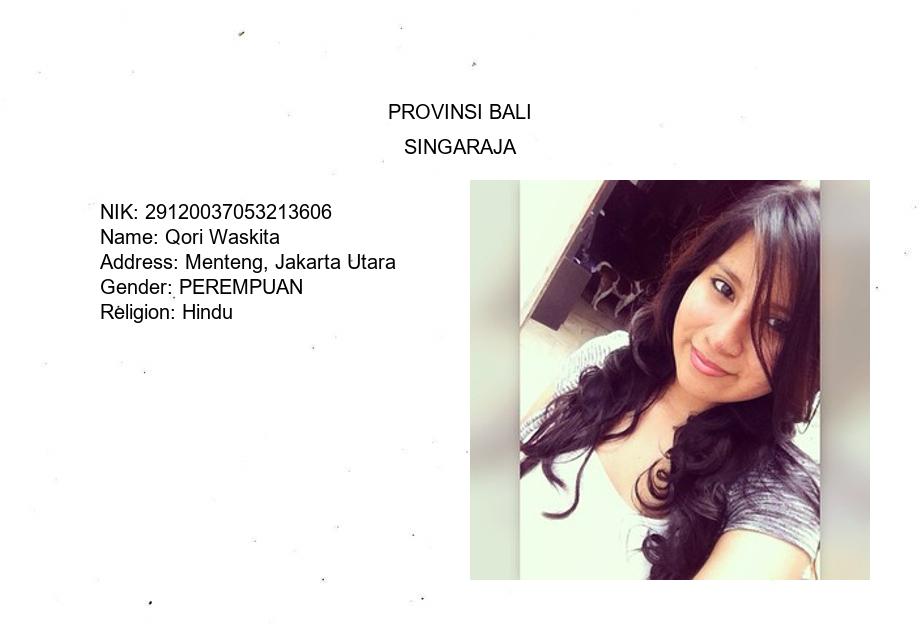 PROVINSI BALI
SINGARAJA
NIK: 29120037053213606
Name: Qori Waskita
Address: Menteng, Jakarta Utara
Gender: PEREMPUAN
Religion: Hindu